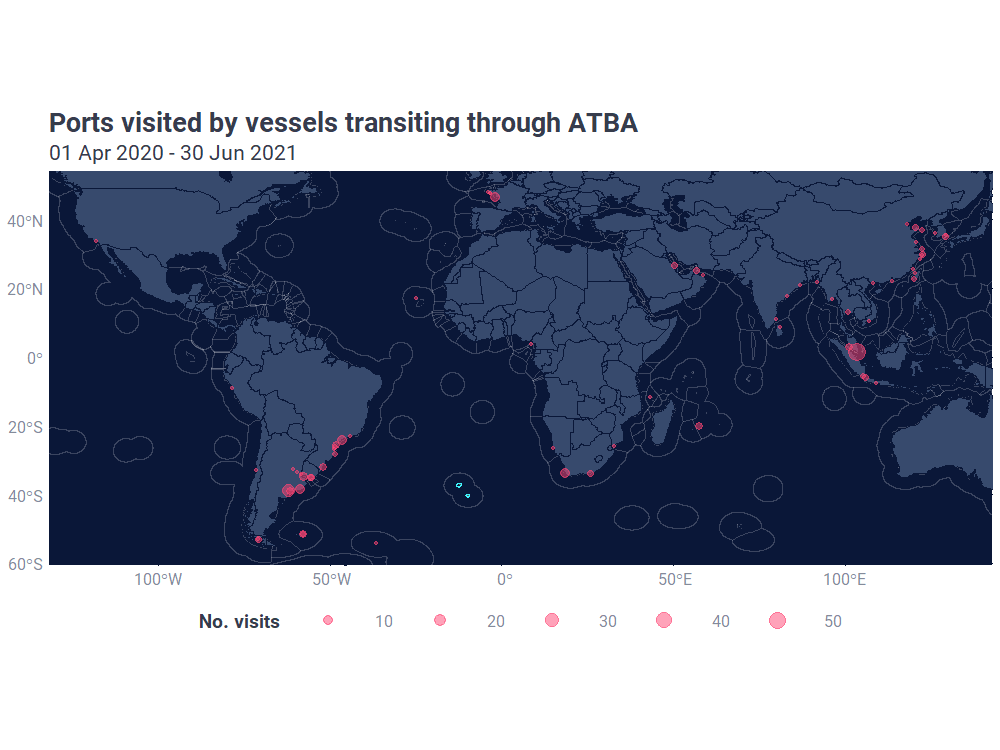 Ports visited by vessels transiting through ATBA
01 Apr 2020 - 30 Jun 2021
40°N
20°N
0°
20°S
40°S
60°S
100°W 50°W 0° 50°E 100°E
No. visits 10 20 30 40 50